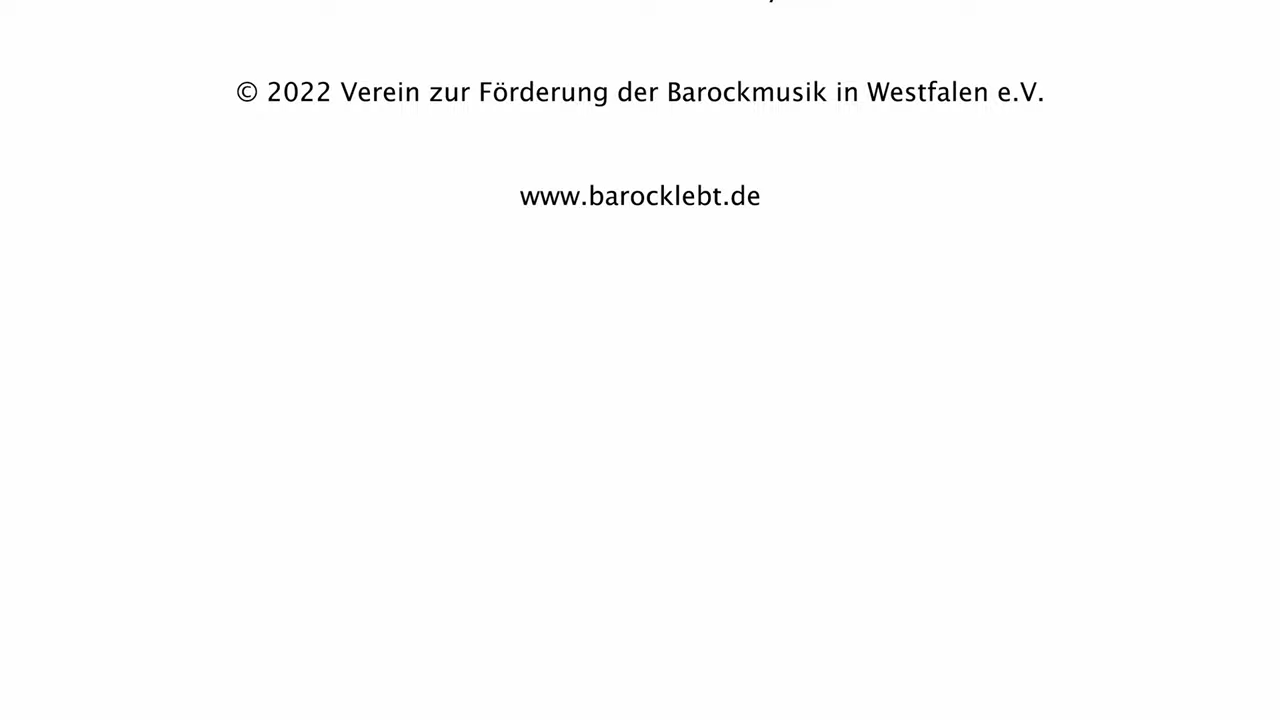 © 2022 Verein zur Förderung der Barockmusik in Westfalen e.V.
www.barocklebt.de